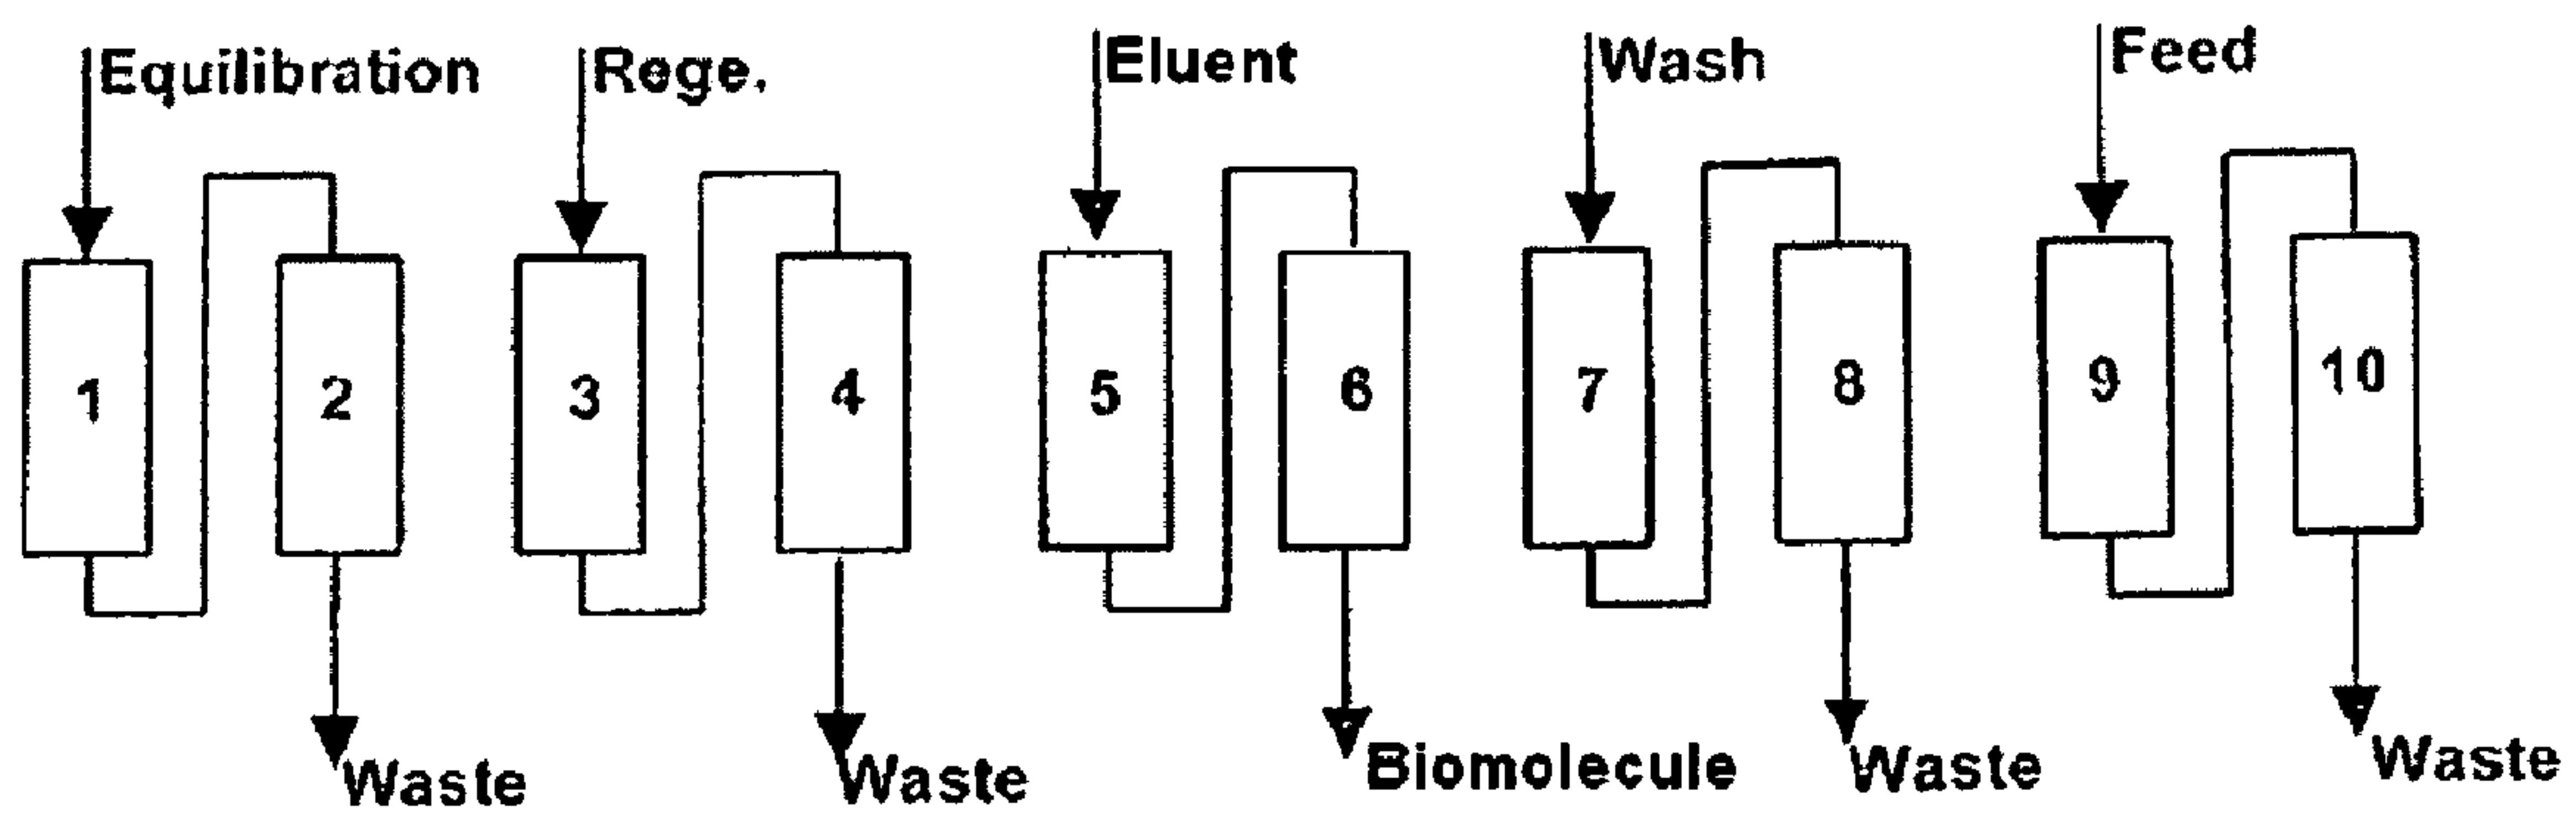 Equilibration
Rege.
Eluent
Wash
Feed
1
2
3
4
5
6
7
8
9
10
Waste
Waste
Biomolecule
Waste
Waste